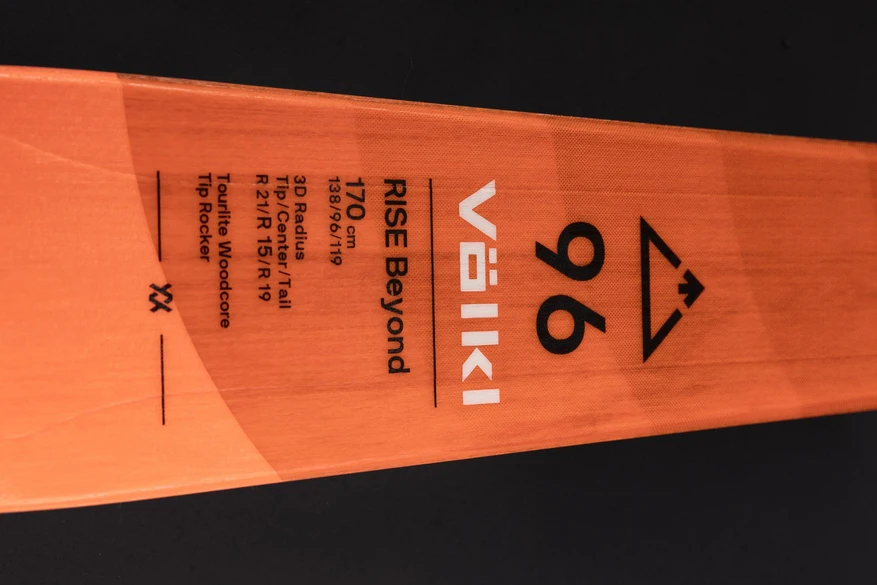 96
Völkl
RISE Beyond
170 cm
138/96/119
3D Radius
Tip/Center/Tail
R 21/R 15/R 19
Tourlite Woodcore
Tip Rocker